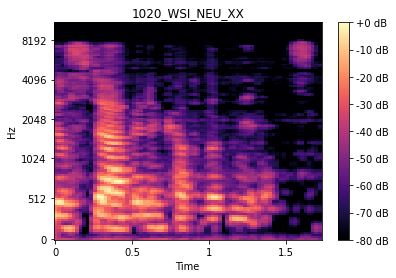 1020_WSI_NEU_XX
+0 dB
8192
-10 dB
4096
-20 dB
-30 dB
2048
Hz
-40 dB
1024
-50 dB
512
-60 dB
-70 dB
0
-80 dB
0 0.5 1 1.5
Time